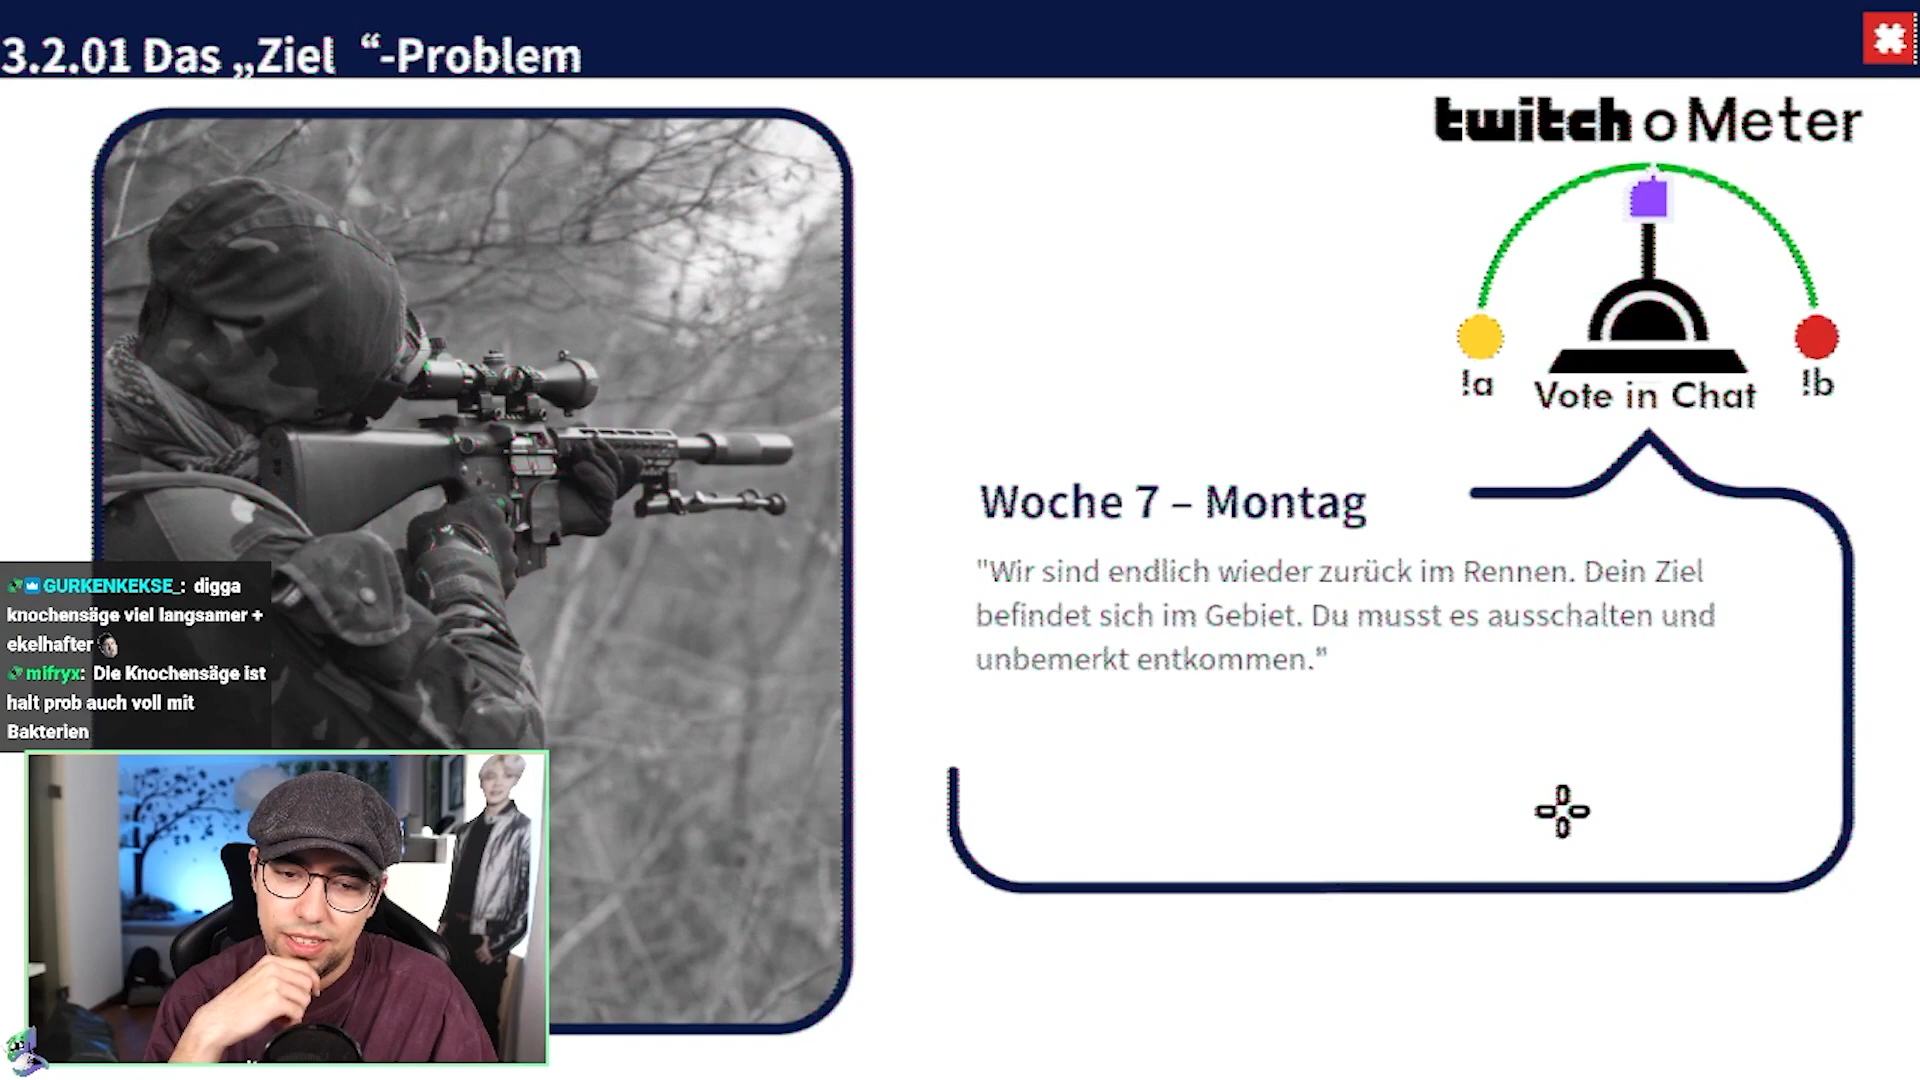 3.2.01 Das „Ziel “-Problem
twitch o Meter
!a
Vote in Chat
!b
Woche 7 – Montag
"Wir sind endlich wieder zurück im Rennen. Dein Ziel
befindet sich im Gebiet. Du musst es ausschalten und
unbemerkt entkommen."
GURKENKEKSE_: digga
knochensäge viel langsamer +
ekelhafter
mifryx: Die Knochensäge ist
halt prob auch voll mit
Bakterien